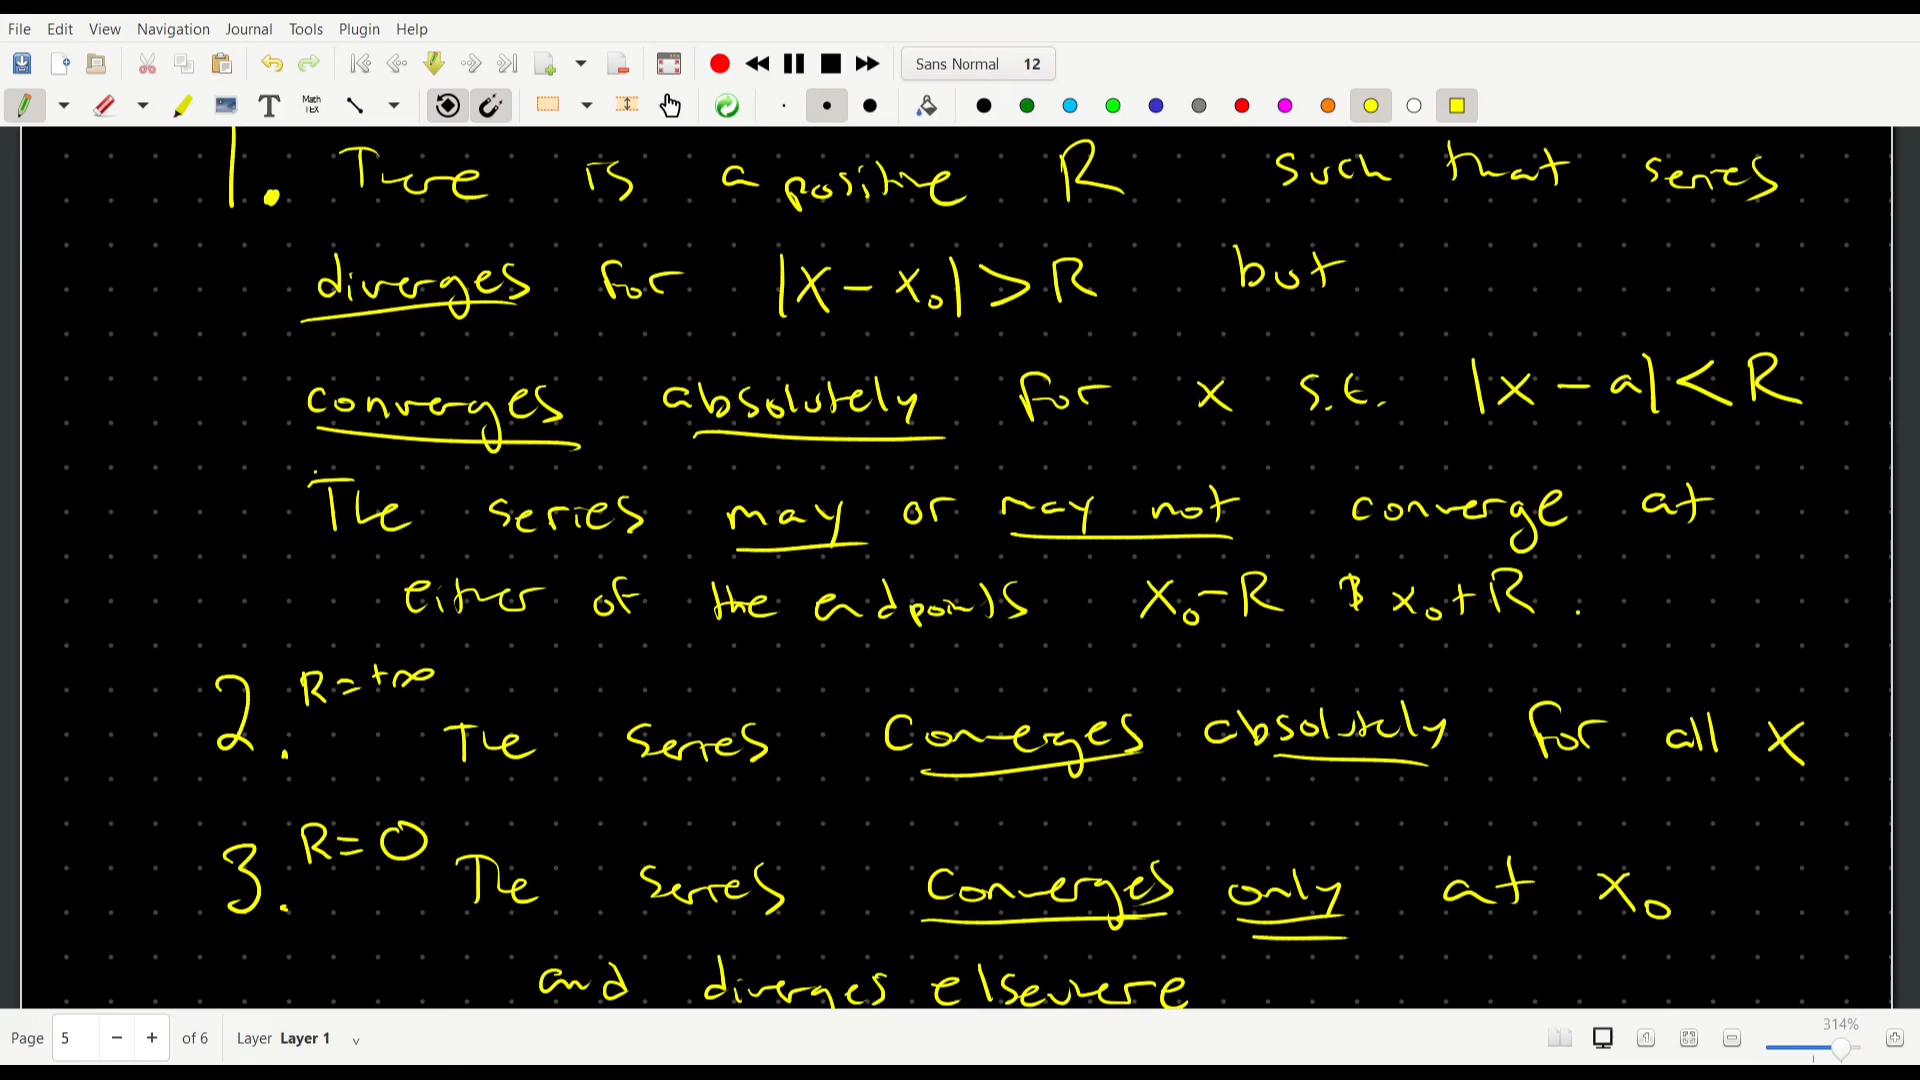 File Edit View Navigation Journal Tools Plugin Help
Sans Normal 12
T Math TEX
1. There is a positive R such that series
diverges for |x - x₀| > R but
converges absolutely for x s.t. |x - a| < R
The series may or may not converge at
either of the endpoints x₀-R & x₀+R.
2. R=+∞ The series converges absolutely for all x
3. R=0 The series converges only at x₀
and diverges elsewhere
Page 5 − + of 6 Layer Layer 1 314%